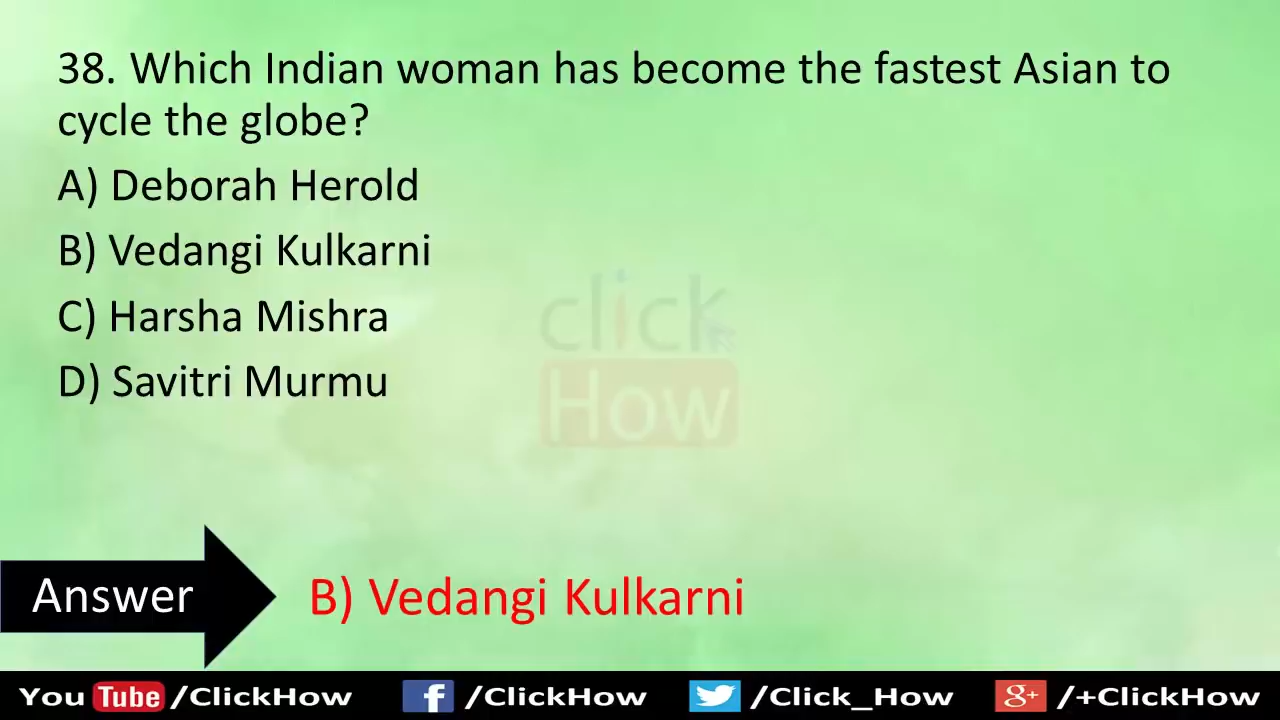 38. Which Indian woman has become the fastest Asian to
cycle the globe?
A) Deborah Herold
B) Vedangi Kulkarni
C) Harsha Mishra
D) Savitri Murmu
click
How
Answer
B) Vedangi Kulkarni
You Tube /ClickHow f /ClickHow /Click_How g+ /+ClickHow